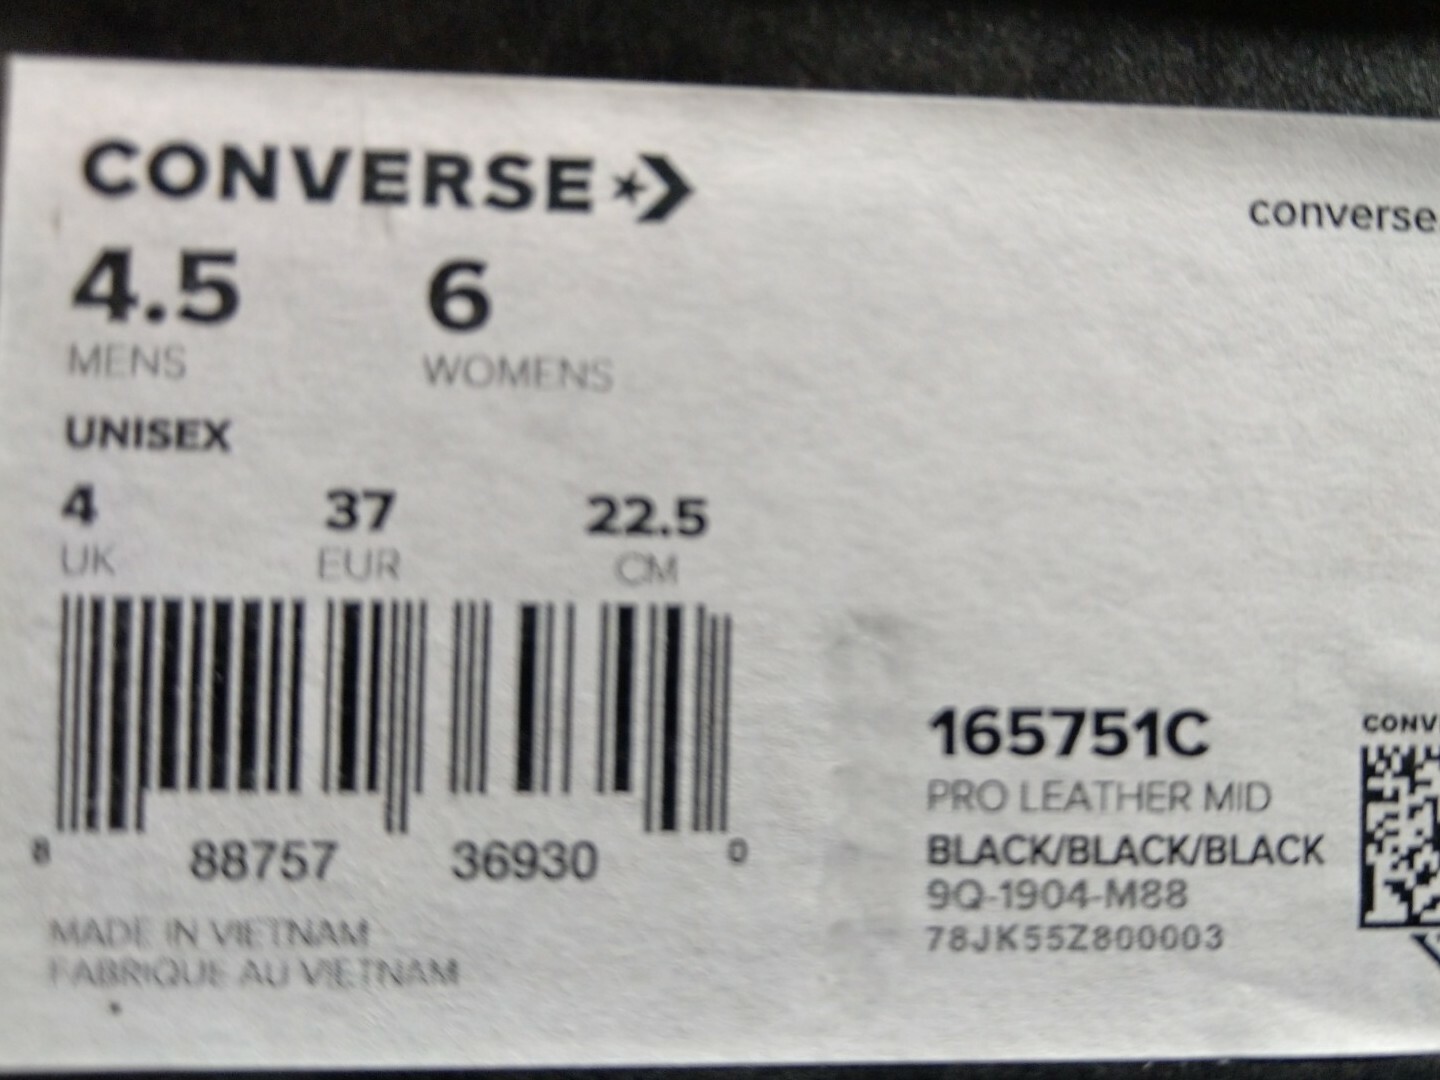 CONVERSE
converse
4.5 6
MENS WOMENS
UNISEX
4 37 22.5
UK EUR CM
8 88757 36930 0
MADE IN VIETNAM
FABRIQUE AU VIETNAM
165751C
PRO LEATHER MID
BLACK/BLACK/BLACK
9Q-1904-M88
78JK55Z800003
CONV